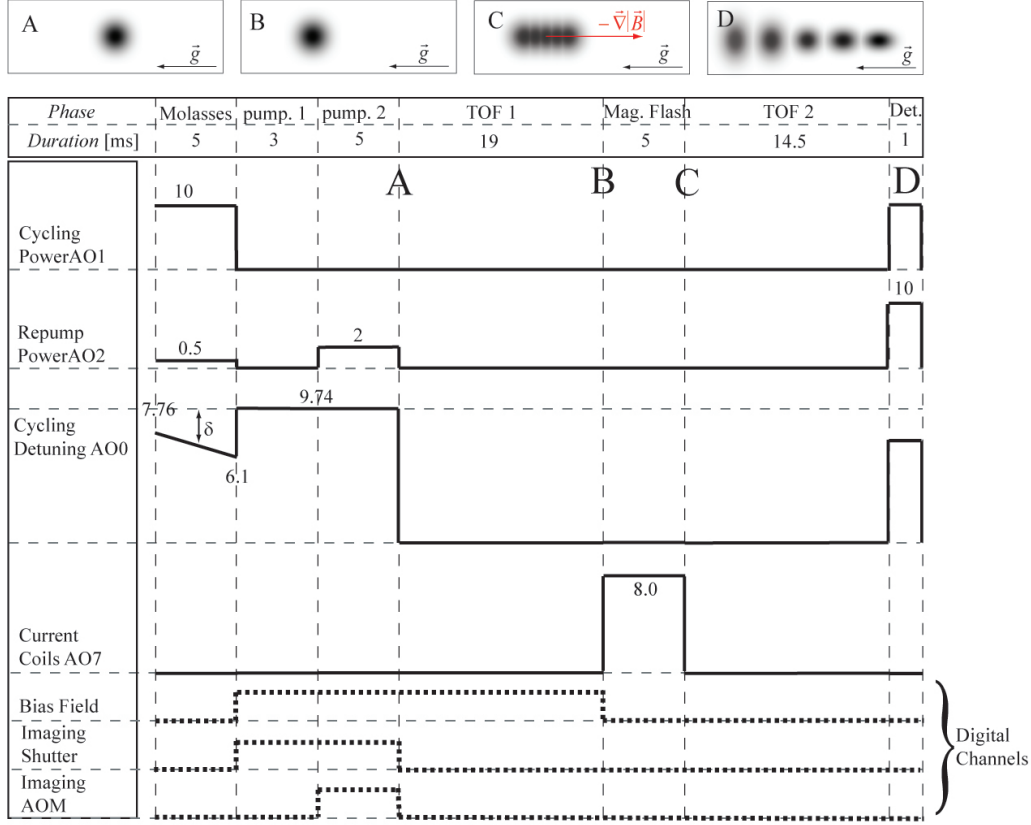 A
g⃗
B
g⃗
C
−∇⃗|B⃗|
g⃗
D
g⃗
Phase Molasses pump. 1 pump. 2 TOF 1 Mag. Flash TOF 2 Det.
Duration [ms] 5 3 5 19 5 14.5 1
A B C D
10
Cycling
PowerAO1
10
Repump
PowerAO2
0.5
2
7.76
9.74
Cycling
Detuning AO0
δ
6.1
8.0
Current
Coils AO7
Bias Field
Imaging
Shutter
Imaging
AOM
Digital
Channels